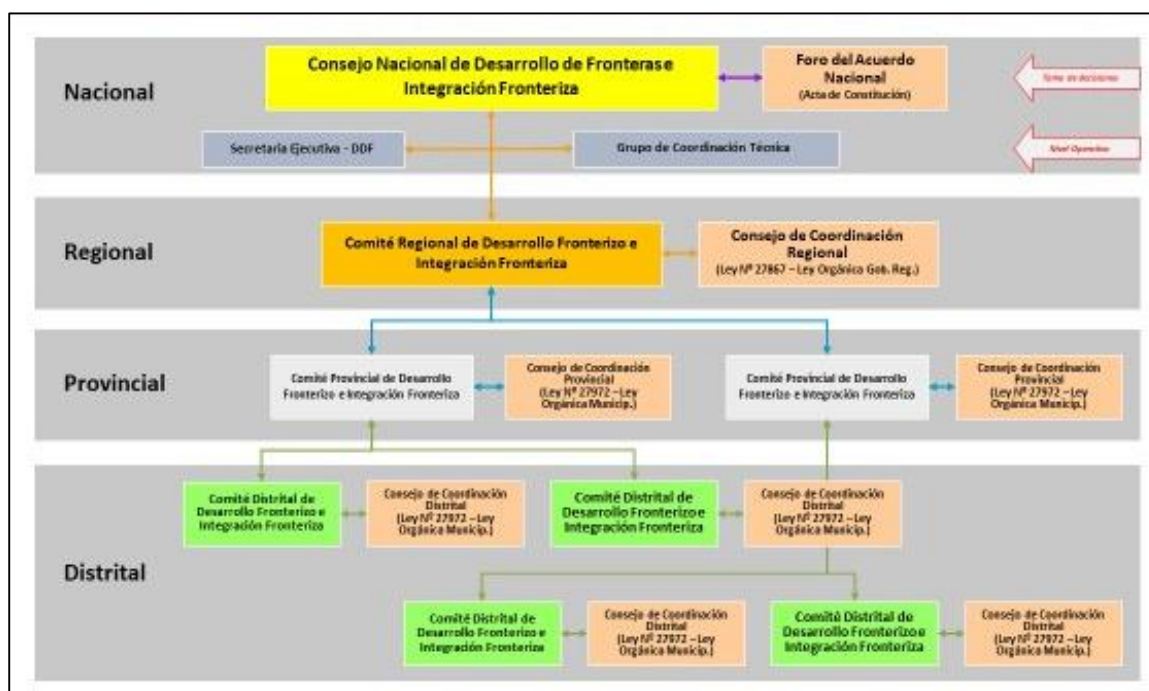 Nacional
Consejo Nacional de Desarrollo de Fronteras e
Integración Fronteriza
Foro del Acuerdo
Nacional
(Acta de Constitución)
Toma de decisiones
Secretaría Ejecutiva - DDF
Grupo de Coordinación Técnica
Nivel Operativo
Regional
Comité Regional de Desarrollo Fronterizo e
Integración Fronteriza
Consejo de Coordinación
Regional
(Ley Nº 27867 – Ley Orgánica Gob. Reg.)
Provincial
Comité Provincial de Desarrollo
Fronterizo e Integración Fronteriza
Consejo de Coordinación
Provincial
(Ley Nº 27972 – Ley
Orgánica Municip.)
Comité Provincial de Desarrollo
Fronterizo e Integración Fronteriza
Consejo de Coordinación
Provincial
(Ley Nº 27972 – Ley
Orgánica Municip.)
Distrital
Comité Distrital de
Desarrollo Fronterizo e
Integración Fronteriza
Consejo de Coordinación
Distrital
(Ley Nº 27972 – Ley
Orgánica Municip.)
Comité Distrital de
Desarrollo Fronterizo e
Integración Fronteriza
Consejo de Coordinación
Distrital
(Ley Nº 27972 – Ley
Orgánica Municip.)
Comité Distrital de
Desarrollo Fronterizo e
Integración Fronteriza
Consejo de Coordinación
Distrital
(Ley Nº 27972 – Ley
Orgánica Municip.)
Comité Distrital de
Desarrollo Fronterizo e
Integración Fronteriza
Consejo de Coordinación
Distrital
(Ley Nº 27972 – Ley
Orgánica Municip.)